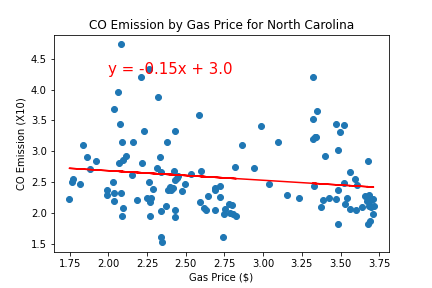 CO Emission by Gas Price for North Carolina
CO Emission (X10)
4.5
4.0
3.5
3.0
2.5
2.0
1.5
y = -0.15x + 3.0
1.75 2.00 2.25 2.50 2.75 3.00 3.25 3.50 3.75
Gas Price ($)